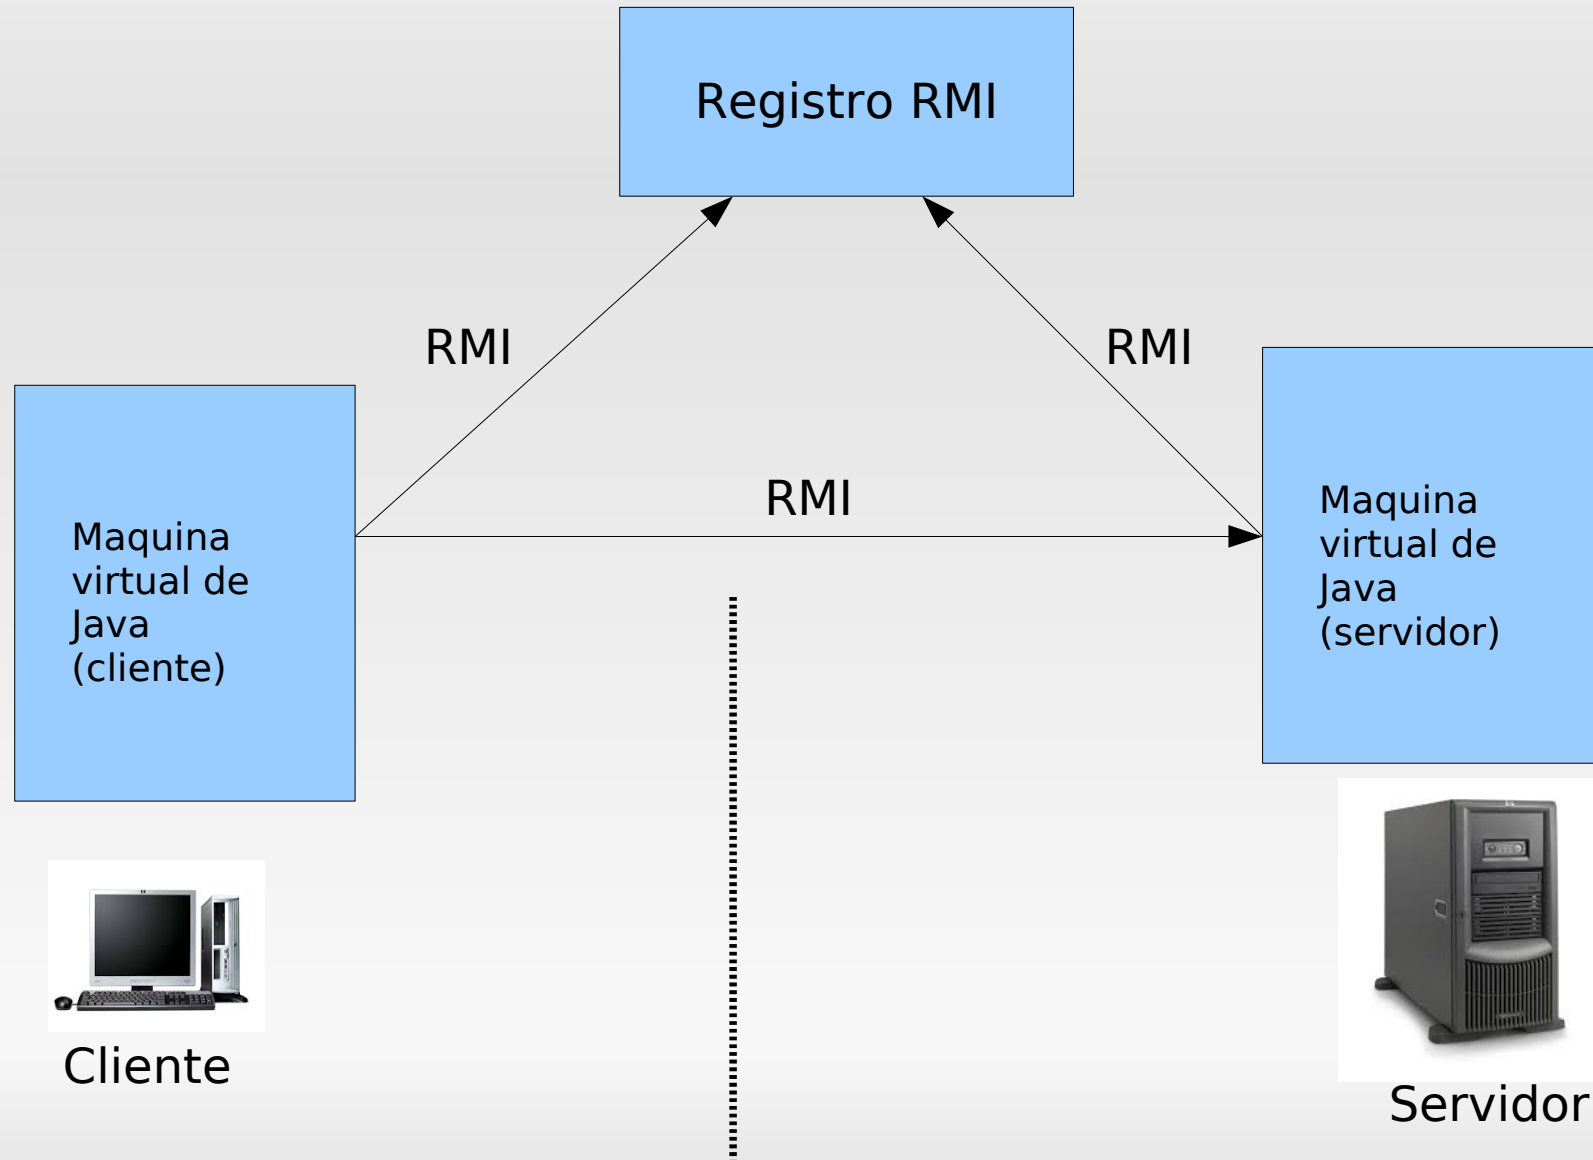 Registro RMI
RMI
RMI
RMI
Maquina
virtual de
Java
(cliente)
Maquina
virtual de
Java
(servidor)
Cliente
Servidor